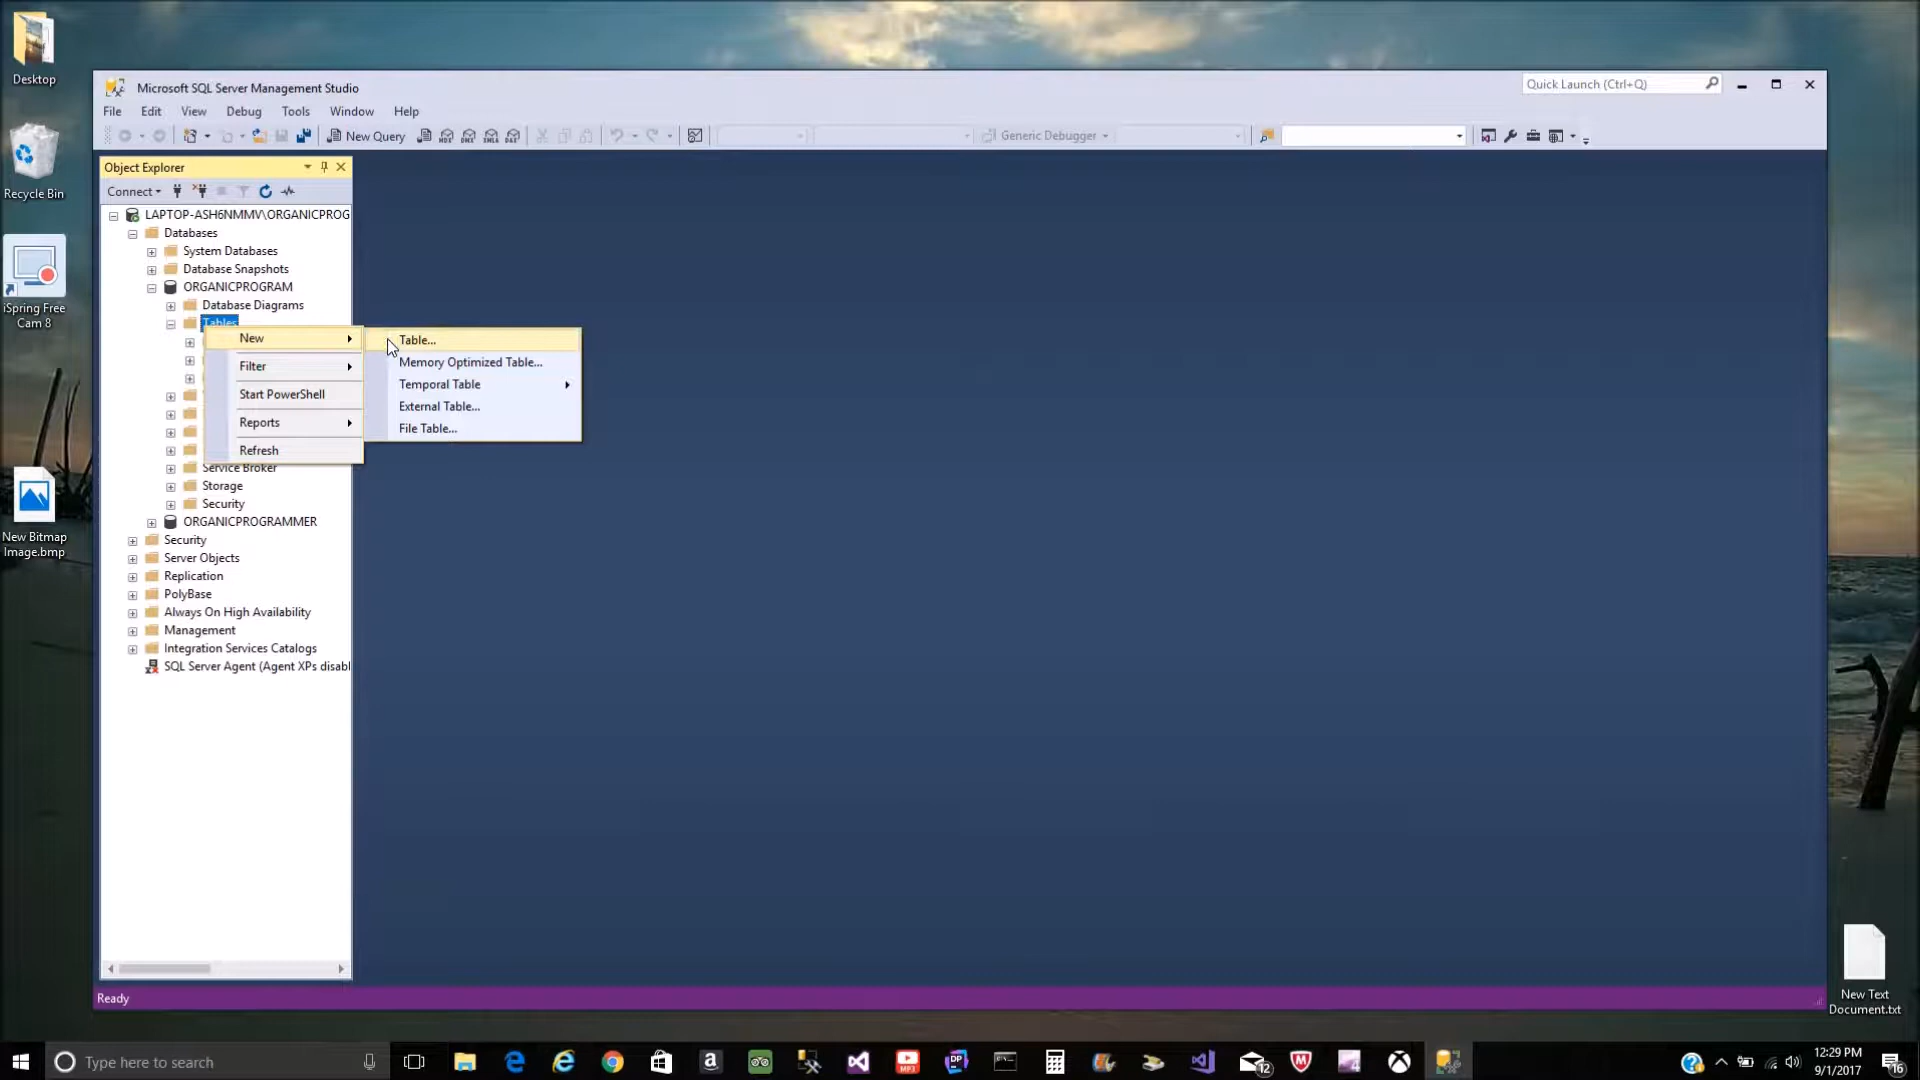 Desktop
Recycle Bin
iSpring Free
Cam 8
New Bitmap
Image.bmp
Microsoft SQL Server Management Studio
Quick Launch (Ctrl+Q)
File Edit View Debug Tools Window Help
New Query
Generic Debugger
Object Explorer
Connect
LAPTOP-ASH6NMMV\ORGANICPROG
Databases
System Databases
Database Snapshots
ORGANICPROGRAM
Database Diagrams
Tables
New
Filter
Start PowerShell
Reports
Refresh
Table...
Memory Optimized Table...
Temporal Table
External Table...
File Table...
Service Broker
Storage
Security
ORGANICPROGRAMMER
Security
Server Objects
Replication
PolyBase
Always On High Availability
Management
Integration Services Catalogs
SQL Server Agent (Agent XPs disabl
Ready
New Text
Document.txt
Type here to search
12
12:29 PM
9/1/2017
16